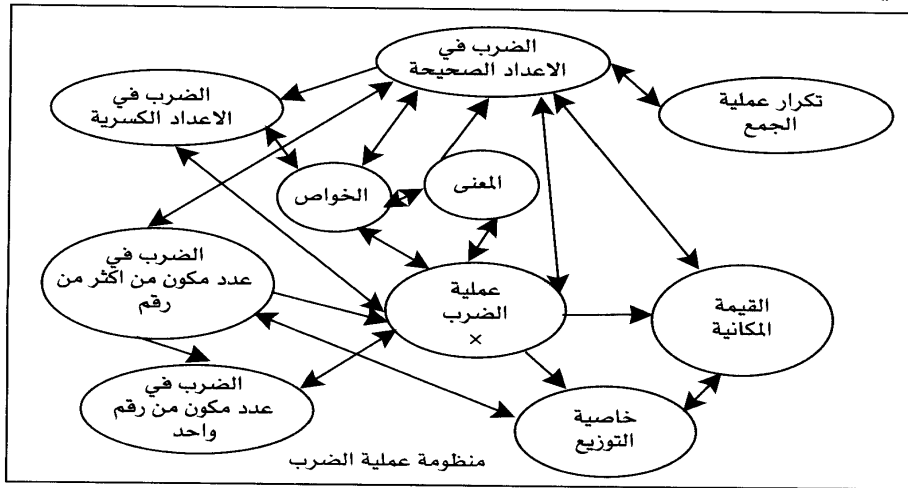 الضرب في
الاعداد الصحيحة
تكرار عملية
الجمع
الضرب في
الاعداد الكسرية
المعنى
الخواص
الضرب في
عدد مكون من اكثر من
رقم
عملية
الضرب
×
القيمة
المكانية
الضرب في
عدد مكون من رقم
واحد
خاصية
التوزيع
منظومة عملية الضرب